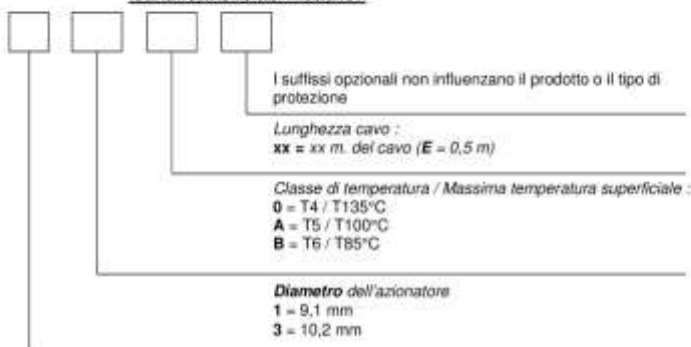 I suffissi opzionali non influenzano il prodotto o il tipo di
protezione
Lunghezza cavo :
xx = xx m. del cavo (E = 0,5 m)
Classe di temperatura / Massima temperatura superficiale :
0 = T4 / T135°C
A = T5 / T100°C
B = T6 / T85°C
Diametro dell'azionatore
1 = 9,1 mm
3 = 10,2 mm